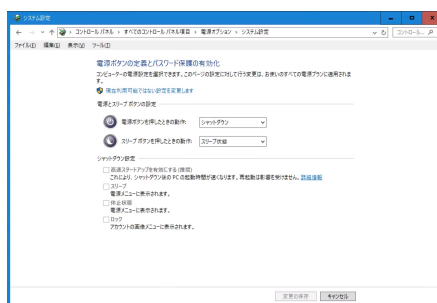 システム設定
コントロール パネル › すべてのコントロール パネル項目 › 電源オプション › システム設定
コントロール...
ファイル(F) 編集(E) 表示(V) ツール(T)
電源ボタンの定義とパスワード保護の有効化
コンピューターの電源設定を選択できます。このページの設定に対して行う変更は、お使いのすべての電源プランに適用されま
す。
現在利用可能ではない設定を変更します
電源とスリープ ボタンの設定
電源ボタンを押したときの動作: シャットダウン
スリープ ボタンを押したときの動作: スリープ状態
シャットダウン設定
高速スタートアップを有効にする (推奨)
これにより、シャットダウン後の PC の起動時間が速くなります。再起動は影響を受けません。詳細情報
スリープ
電源メニューに表示されます。
休止状態
電源メニューに表示されます。
ロック
アカウントの画像メニューに表示されます。
変更の保存 キャンセル